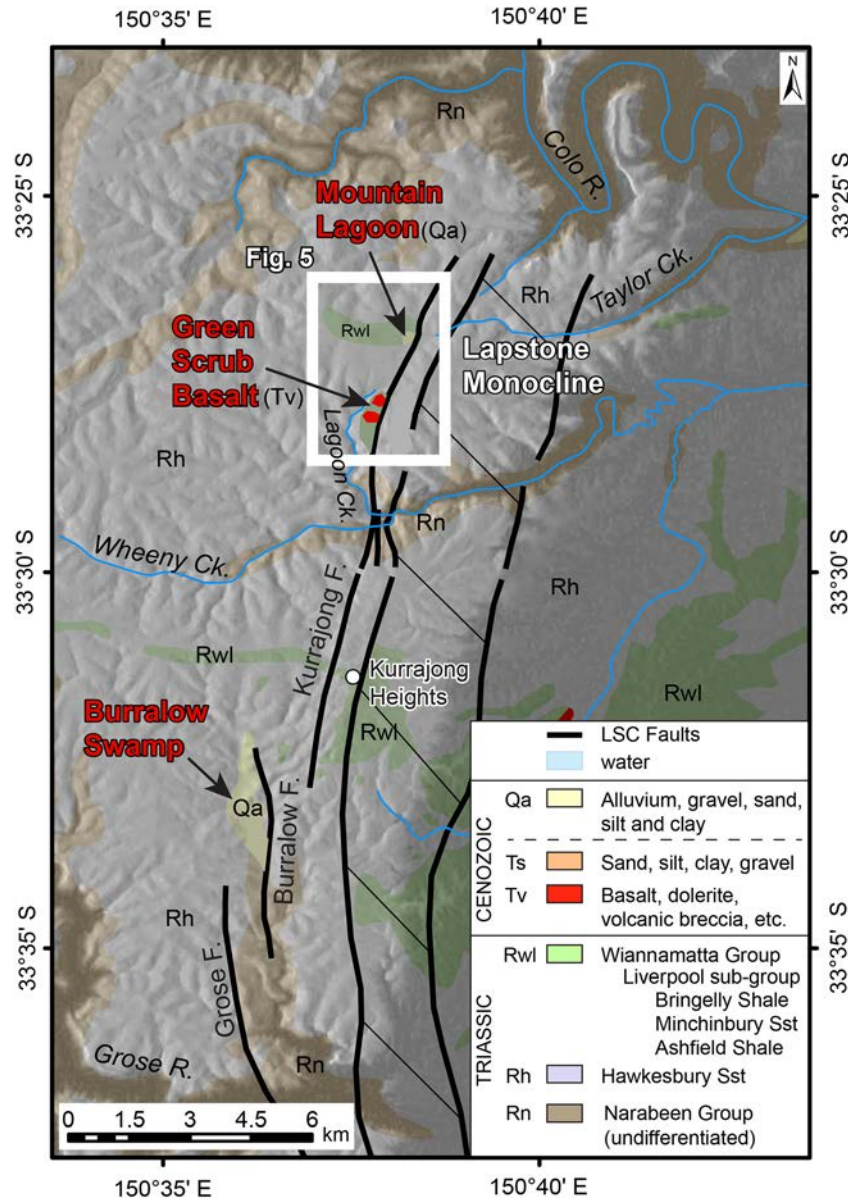 150°35' E
150°40' E
N
Rn
Colo R.
33°25' S
33°25' S
Mountain
Lagoon (Qa)
Fig. 5
Rh
Taylor Ck.
Rwl
Green
Scrub
Basalt (Tv)
Lapstone
Monocline
Rh
Lagoon Ck.
Rn
Wheeny Ck.
33°30' S
33°30' S
Rh
Kurrajong F.
Rwl
Kurrajong
Heights
Rwl
Rwl
Burralow
Swamp
Qa
Burralow F.
Rh
Grose F.
33°35' S
33°35' S
Grose R.
Rn
LSC Faults
water
CENOZOIC
Qa Alluvium, gravel, sand,
silt and clay
Ts Sand, silt, clay, gravel
Tv Basalt, dolerite,
volcanic breccia, etc.
TRIASSIC
Rwl Wiannamatta Group
Liverpool sub-group
Bringelly Shale
Minchinbury Sst
Ashfield Shale
Rh Hawkesbury Sst
Rn Narabeen Group
(undifferentiated)
0 1.5 3 4.5 6
km
150°35' E
150°40' E